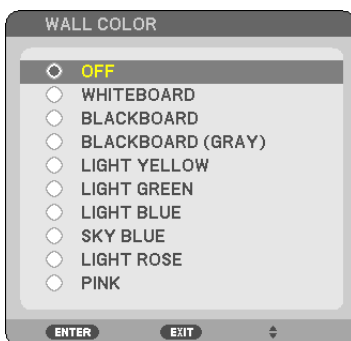 WALL COLOR
OFF
WHITEBOARD
BLACKBOARD
BLACKBOARD (GRAY)
LIGHT YELLOW
LIGHT GREEN
LIGHT BLUE
SKY BLUE
LIGHT ROSE
PINK
ENTER EXIT